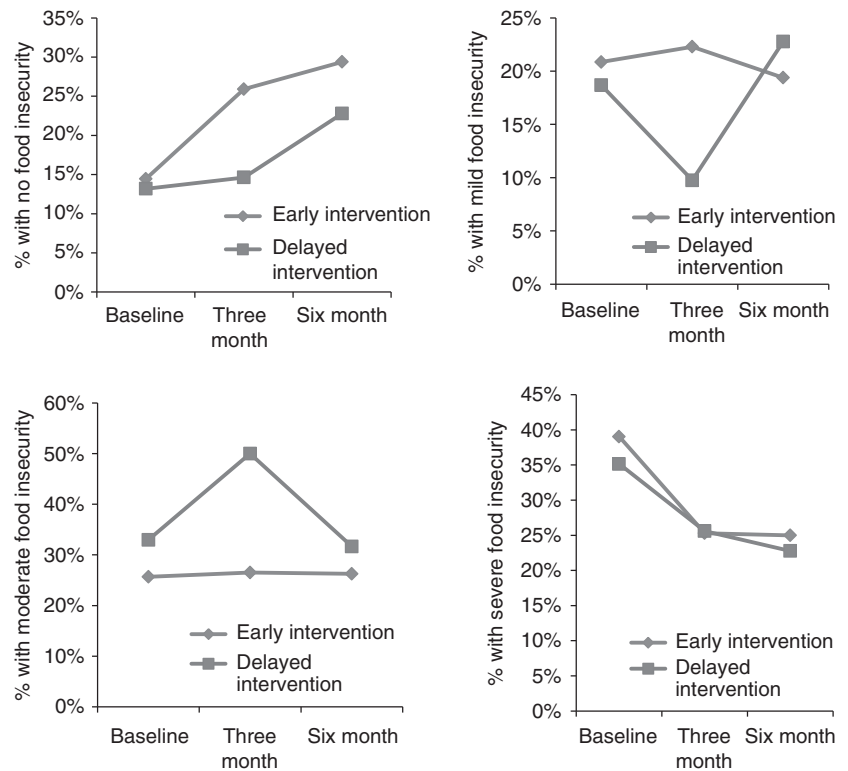 % with no food insecurity
35%
30%
25%
20%
15%
10%
5%
0%
Early intervention
Delayed
intervention
Baseline Three Six month
month
% with mild food insecurity
25%
20%
15%
10%
5%
0%
Early intervention
Delayed
intervention
Baseline Three Six month
month
% with moderate food insecurity
60%
50%
40%
30%
20%
10%
0%
Early intervention
Delayed
intervention
Baseline Three Six month
month
% with severe food insecurity
45%
40%
35%
30%
25%
20%
15%
10%
5%
0%
Early intervention
Delayed
intervention
Baseline Three Six month
month